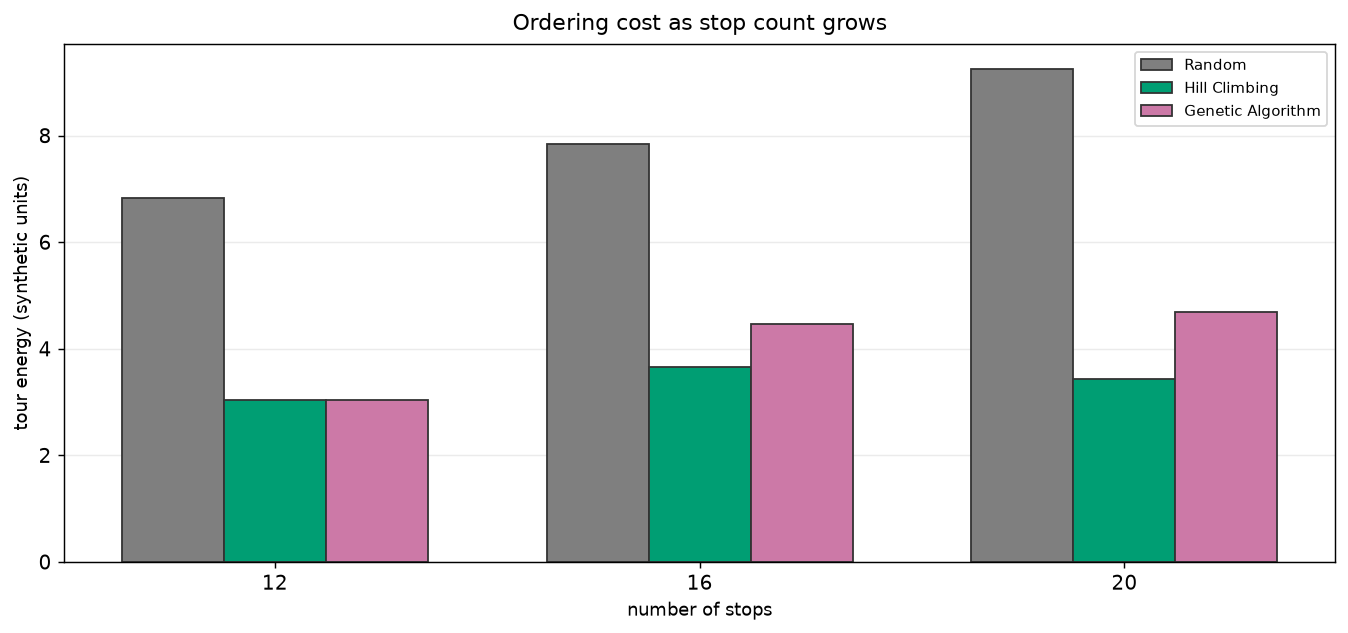 Ordering cost as stop count grows
Random
Hill Climbing
Genetic Algorithm
tour energy (synthetic units)
8
6
4
2
0
12
16
20
number of stops